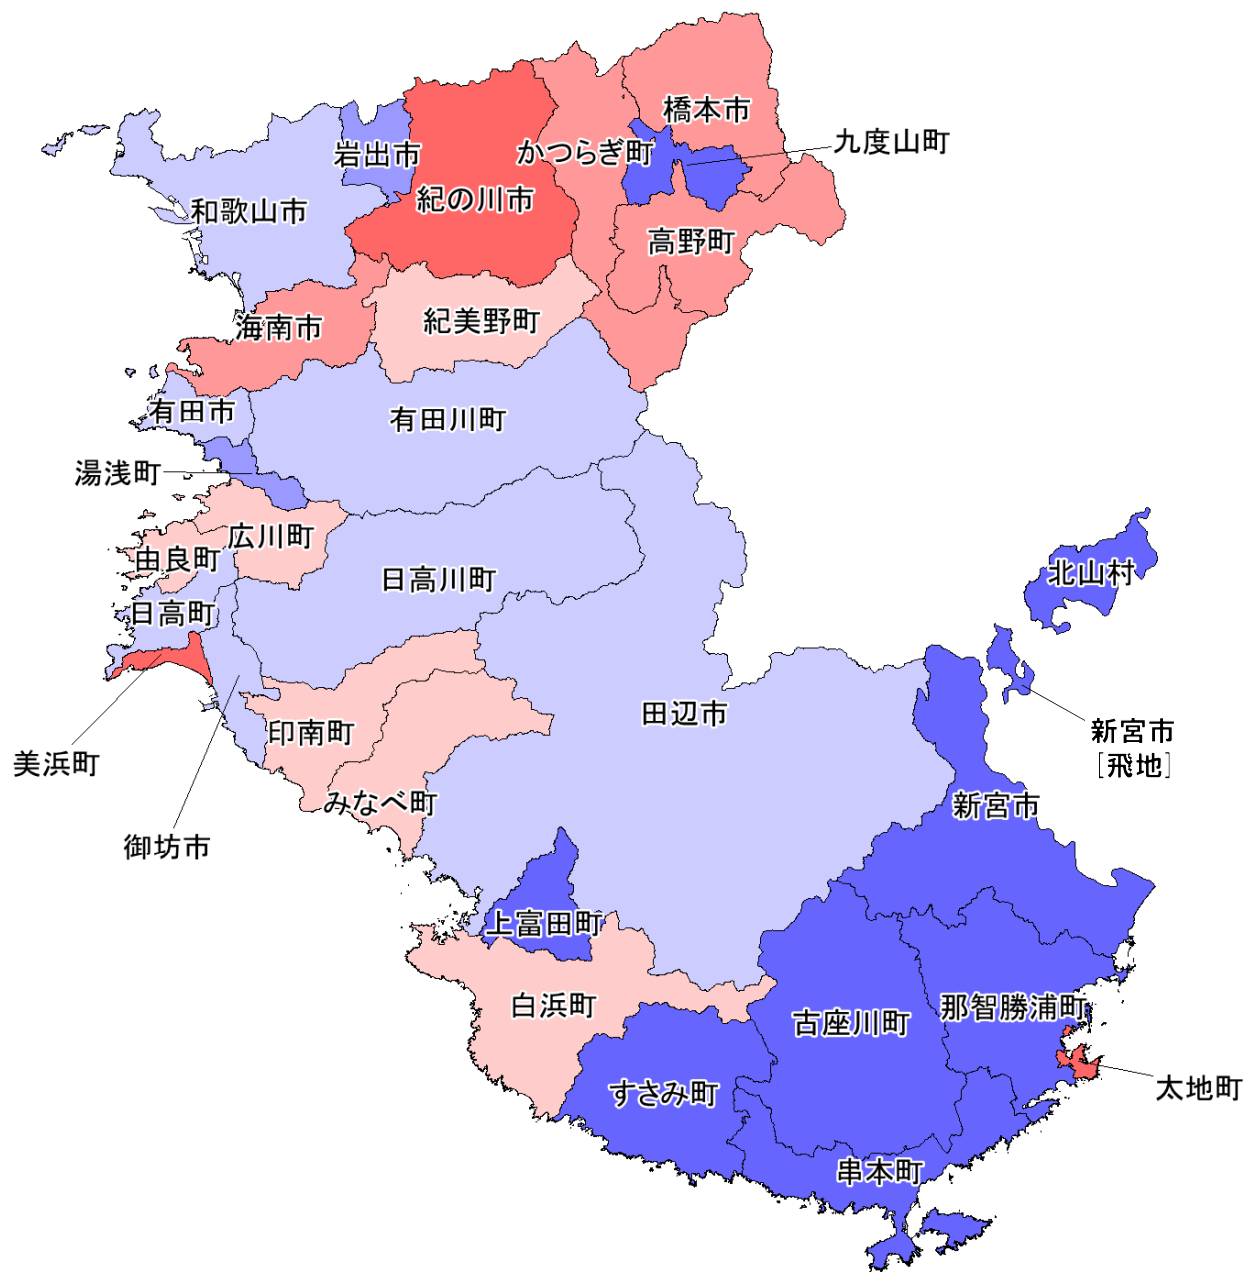 橋本市
九度山町
かつらぎ町
岩出市
紀の川市
和歌山市
高野町
紀美野町
海南市
有田市
有田川町
湯浅町
広川町
由良町
日高川町
北山村
日高町
田辺市
新宮市
[飛地]
印南町
美浜町
みなべ町
新宮市
御坊市
上富田町
白浜町
那智勝浦町
古座川町
すさみ町
太地町
串本町